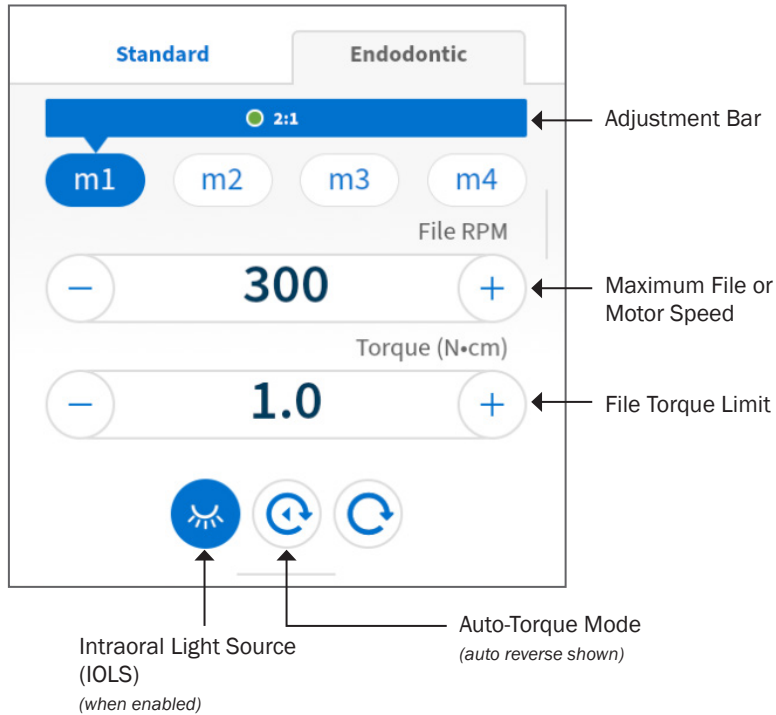 Standard Endodontic
2:1
Adjustment Bar
m1 m2 m3 m4
File RPM
− 300 +
Maximum File or
Motor Speed
Torque (N•cm)
− 1.0 +
File Torque Limit
Intraoral Light Source
(IOLS)
(when enabled)
Auto-Torque Mode
(auto reverse shown)